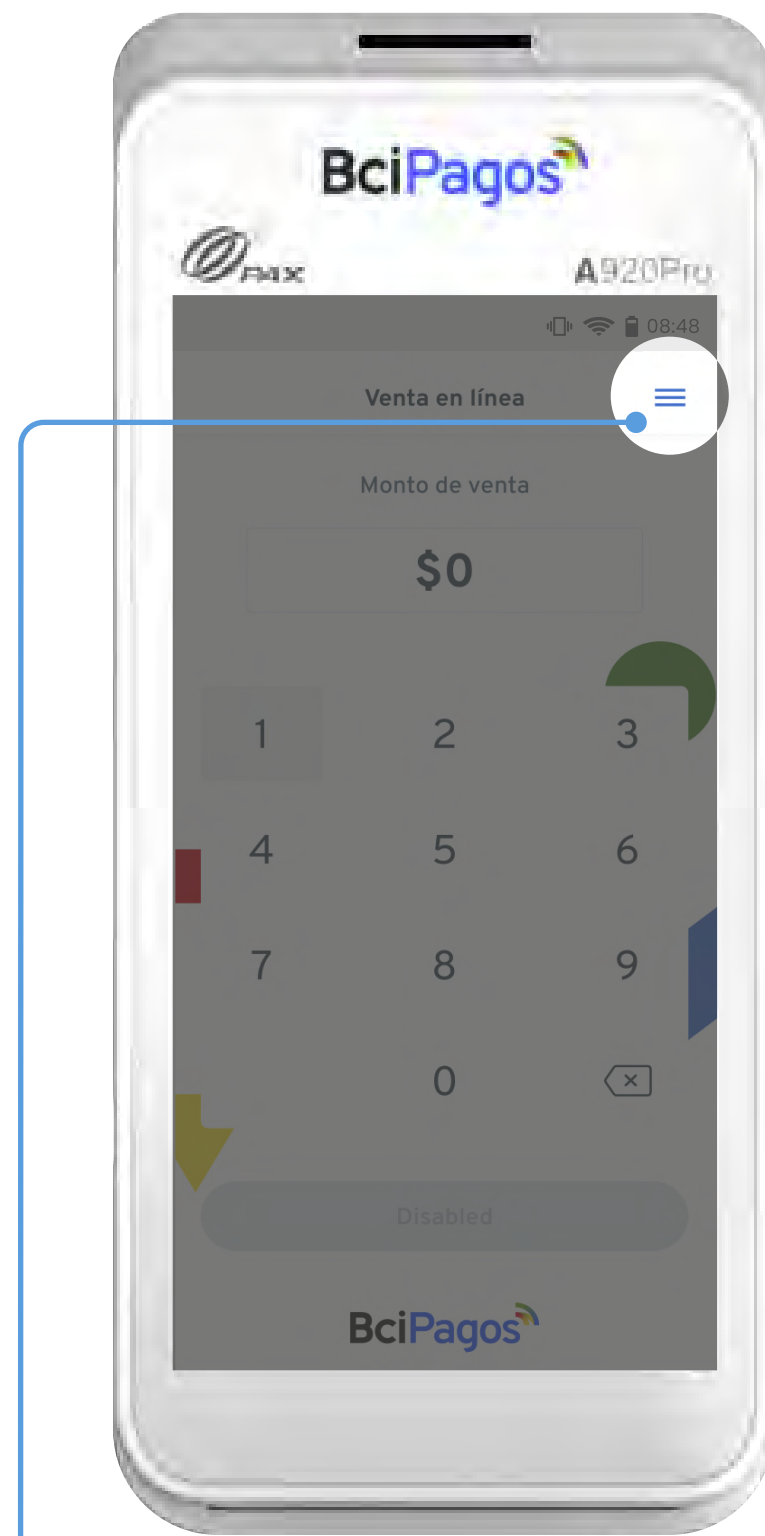 BciPagos
PAX
A920Pro
08:48
Venta en línea
Monto de venta
$0
1 2 3
4 5 6
7 8 9
0
Disabled
BciPagos